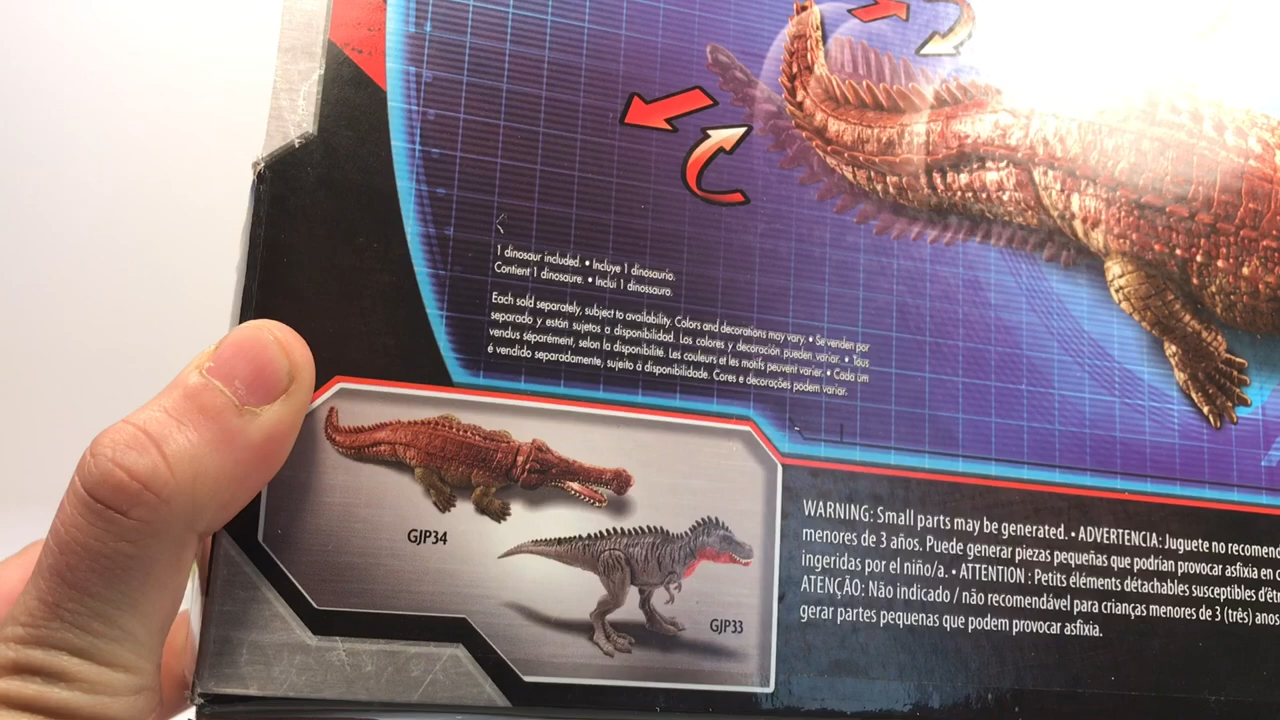 1 dinosaur included. • Incluye 1 dinosaurio.
Contient 1 dinosaure. • Inclui 1 dinossauro.
Each sold separately, subject to availability. Colors and decorations may vary. • Se venden por
separado y están sujetos a disponibilidad. Los colores y decoración pueden variar. • Tous
vendus séparément, selon la disponibilité. Les couleurs et les motifs peuvent varier. • Cada um
é vendido separadamente, sujeito à disponibilidade. Cores e decorações podem variar.
GJP34
GJP33
WARNING: Small parts may be generated. • ADVERTENCIA: Juguete no recomend
menores de 3 años. Puede generar piezas pequeñas que podrían provocar asfixia en c
ingeridas por el niño/a. • ATTENTION : Petits éléments détachables susceptibles d'êt
ATENÇÃO: Não indicado / não recomendável para crianças menores de 3 (três) anos
gerar partes pequenas que podem provocar asfixia.